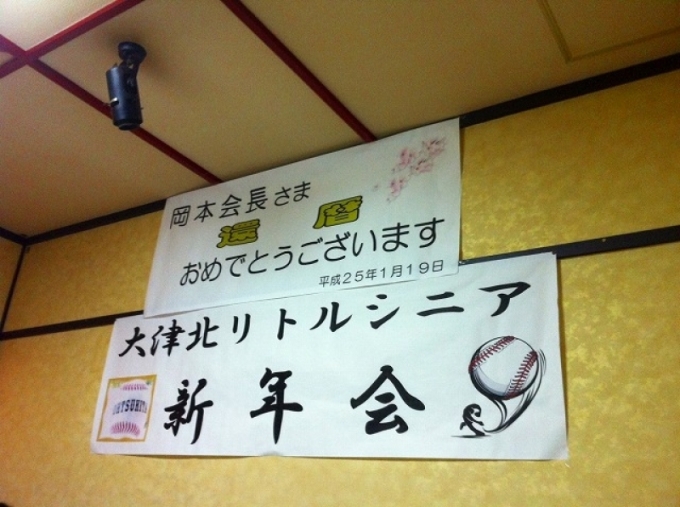 岡本会長さま
還暦
おめでとうございます
平成25年1月19日
大津北リトルシニア
新年会
OTSUKITA